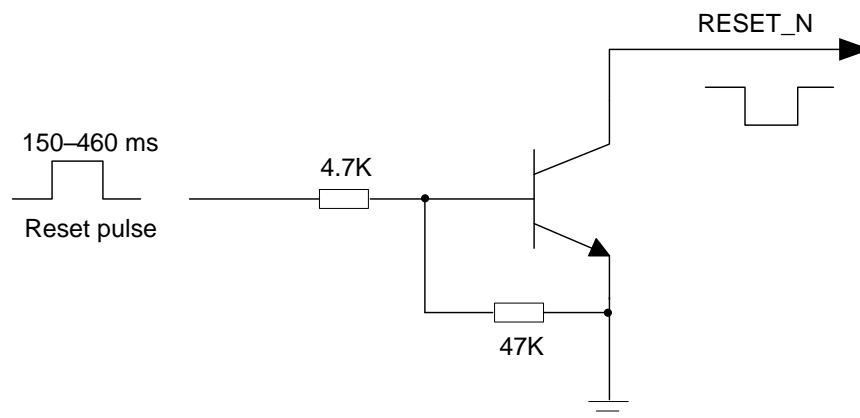 RESET_N
150–460 ms
4.7K
Reset pulse
47K